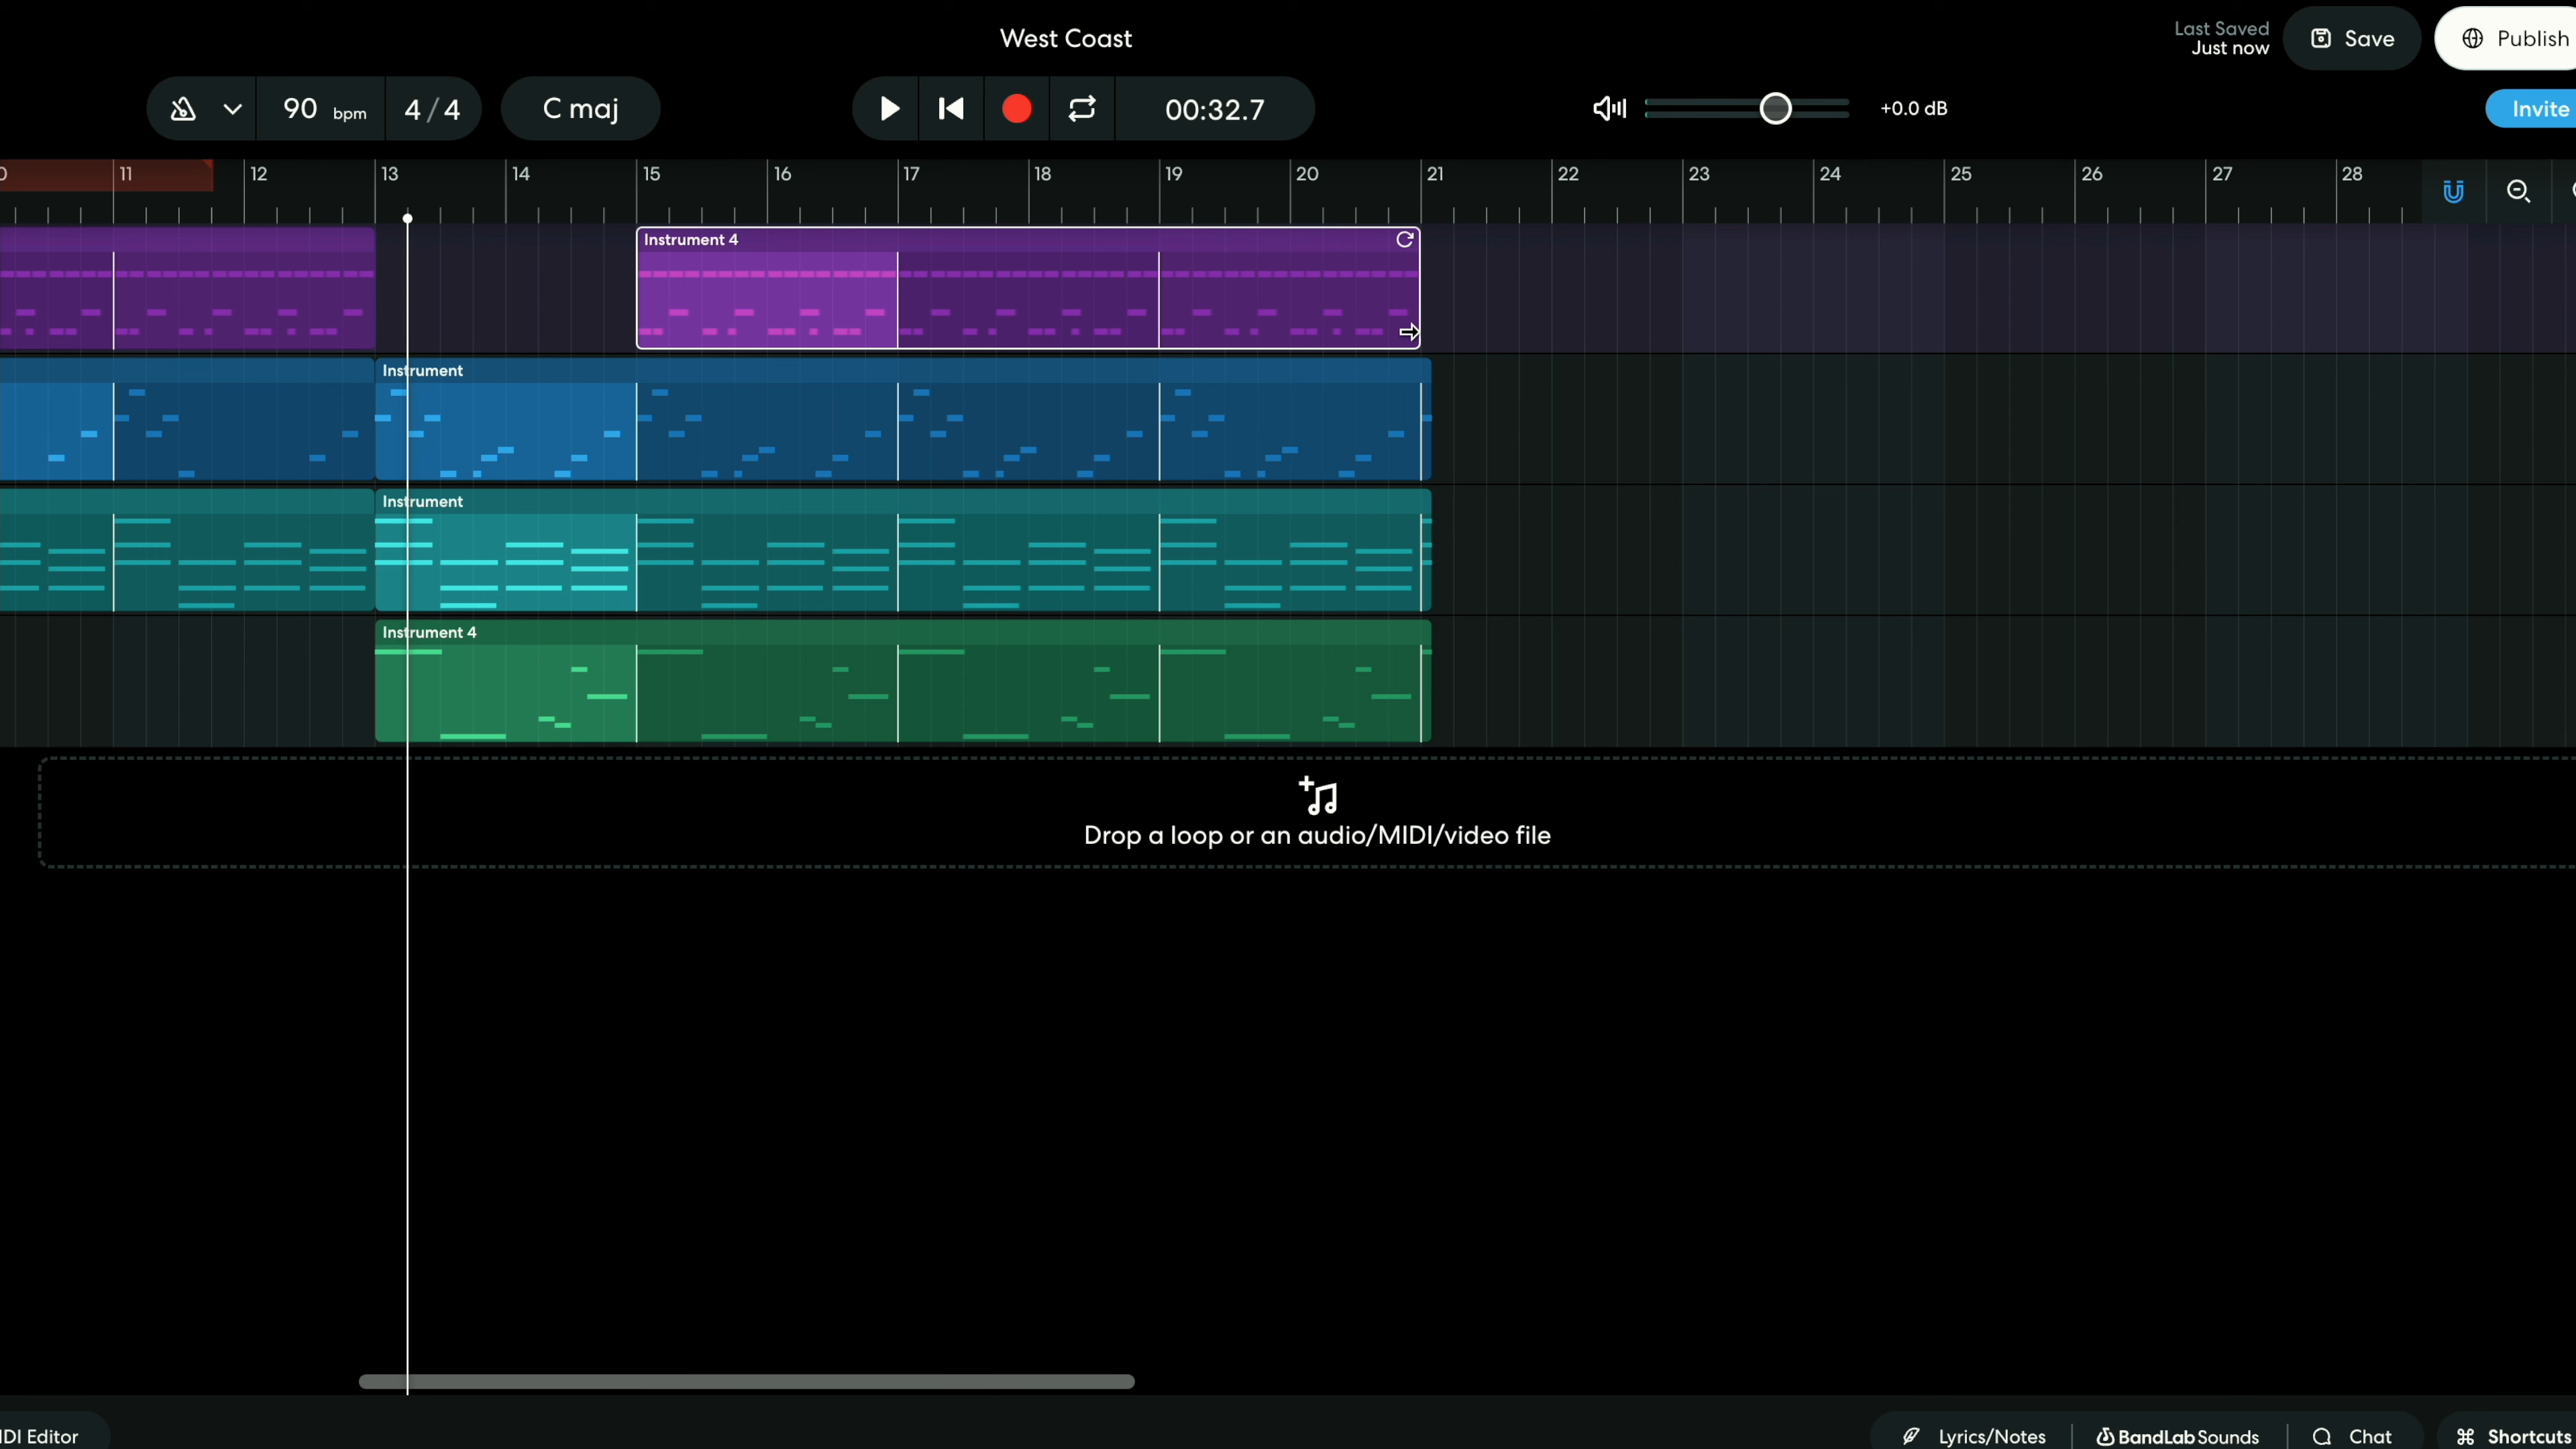 West Coast
Last Saved
Just now
Save
Publish
90 bpm
4/4
C maj
00:32.7
+0.0 dB
Invite
11 12 13 14 15 16 17 18 19 20 21 22 23 24 25 26 27 28
Instrument 4
Instrument
Instrument
Instrument 4
Drop a loop or an audio/MIDI/video file
IDI Editor
Lyrics/Notes
BandLab Sounds
Chat
Shortcuts